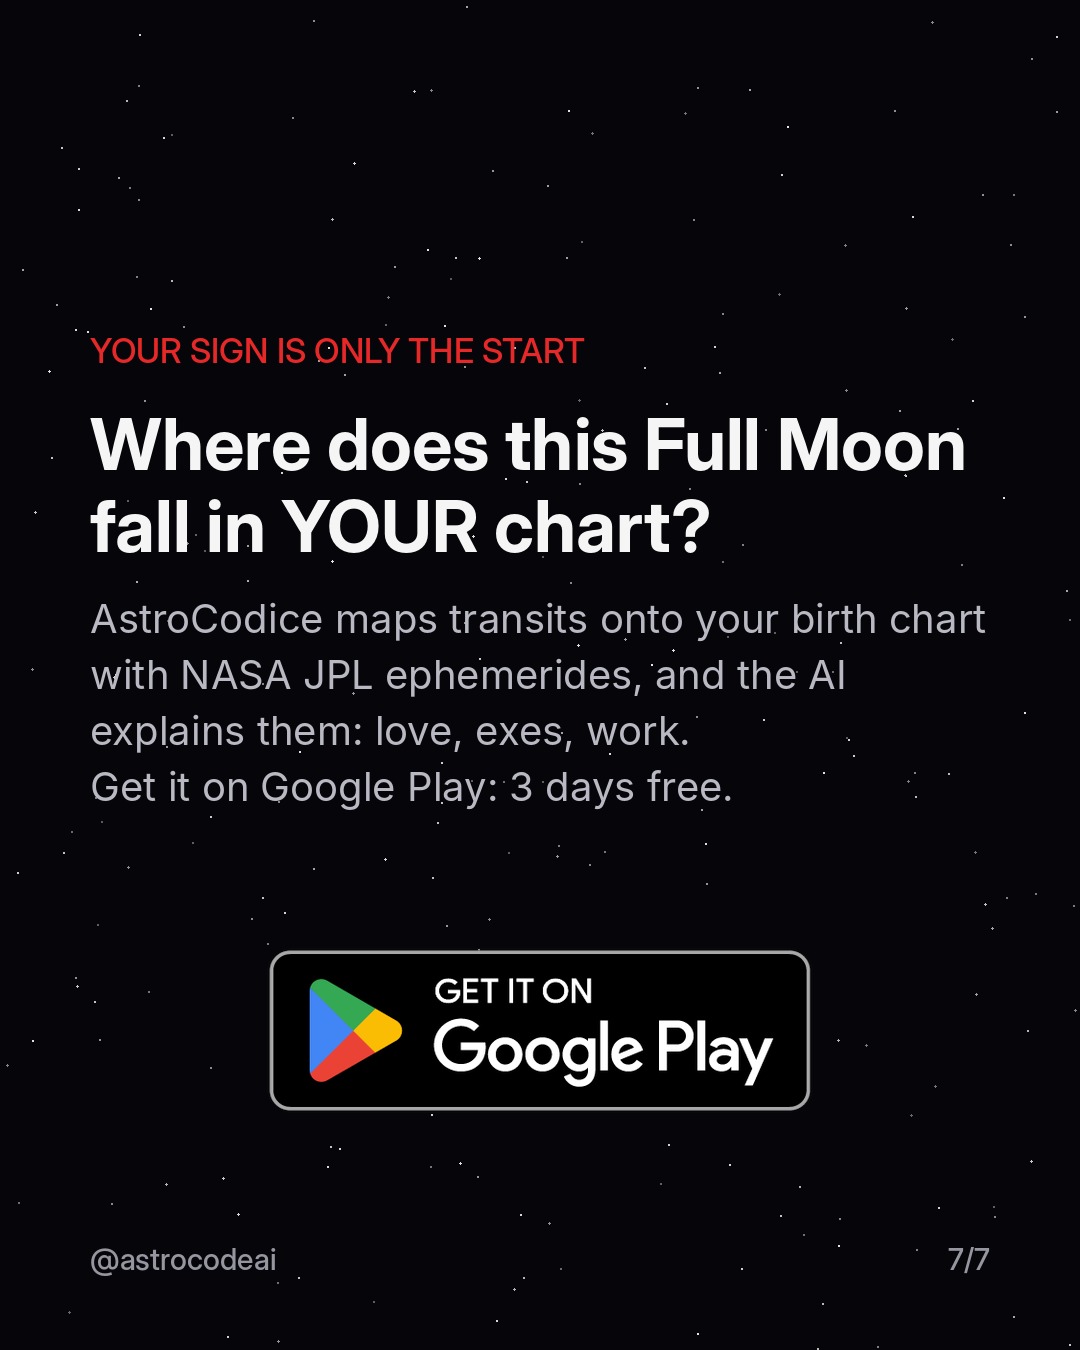 YOUR SIGN IS ONLY THE START
Where does this Full Moon
fall in YOUR chart?
AstroCodice maps transits onto your birth chart
with NASA JPL ephemerides, and the AI
explains them: love, exes, work.
Get it on Google Play: 3 days free.
GET IT ON
Google Play
@astrocodeai
7/7